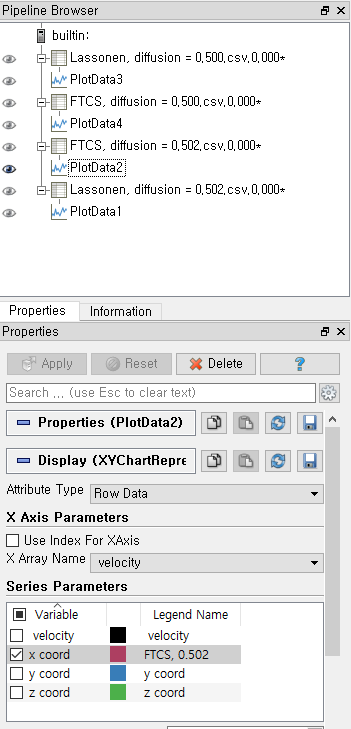 Pipeline Browser
builtin:
Lassonen, diffusion = 0,500,csv,0,000*
PlotData3
FTCS, diffusion = 0,500,csv,0,000*
PlotData4
FTCS, diffusion = 0,502,csv,0,000*
PlotData2
Lassonen, diffusion = 0,502,csv,0,000*
PlotData1
Properties Information
Properties
Apply Reset Delete ?
Search ... (use Esc to clear text)
Properties (PlotData2)
Display (XYChartRepre
Attribute Type Row Data
X Axis Parameters
Use Index For XAxis
X Array Name velocity
Series Parameters
Variable Legend Name
velocity velocity
x coord FTCS, 0.502
y coord y coord
z coord z coord